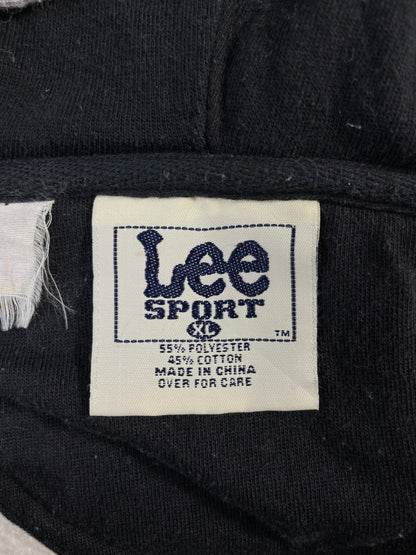 Lee
SPORT
XL
TM
55% POLYESTER
45% COTTON
MADE IN CHINA
OVER FOR CARE